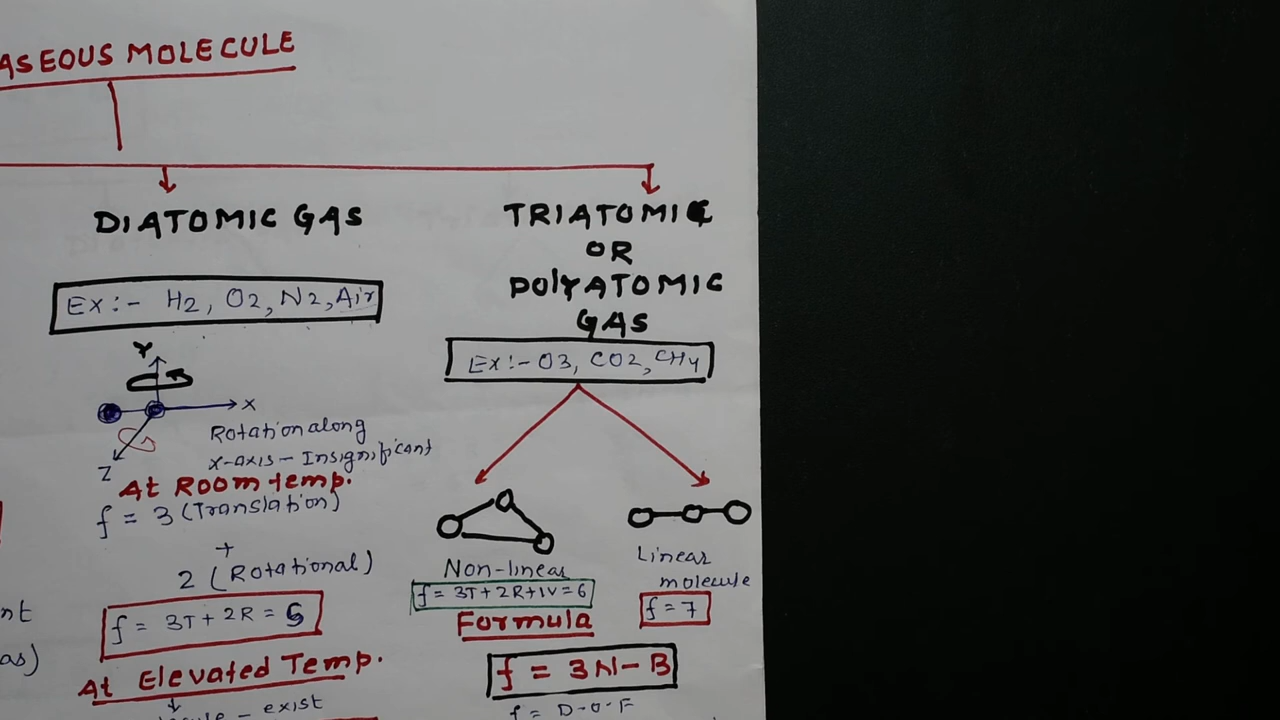 ASEOUS MOLECULE
DIATOMIC GAS
Ex:- H2, O2, N2, Air
Y
X
Z
Rotation along
x-axis - Insignificant
At Room temp.
f = 3 (Translation)
+
2 (Rotational)
f = 3T + 2R = 5
At Elevated Temp.
exist
TRIATOMIC
OR
POlYATOMIC
GAS
Ex:- O3, CO2, CH4
Non-linear
f = 3T+2R+1V=6
Linear
molecule
f = 7
Formula
f = 3N - B
f = D.O.F
nt
as)